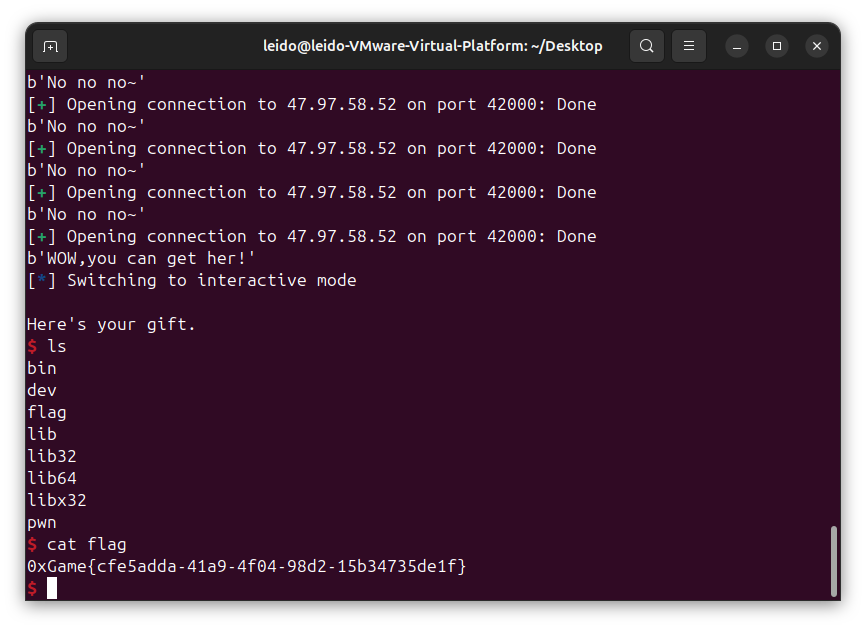 leido@leido-VMware-Virtual-Platform: ~/Desktop
b'No no no~'
[+] Opening connection to 47.97.58.52 on port 42000: Done
b'No no no~'
[+] Opening connection to 47.97.58.52 on port 42000: Done
b'No no no~'
[+] Opening connection to 47.97.58.52 on port 42000: Done
b'No no no~'
[+] Opening connection to 47.97.58.52 on port 42000: Done
b'WOW,you can get her!'
[*] Switching to interactive mode
Here's your gift.
$ ls
bin
dev
flag
lib
lib32
lib64
libx32
pwn
$ cat flag
0xGame{cfe5adda-41a9-4f04-98d2-15b34735de1f}
$